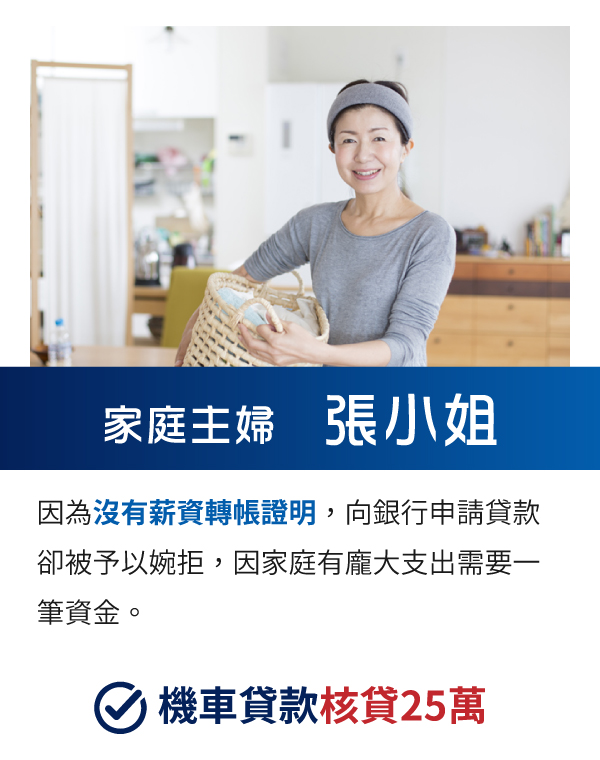 家庭主婦 張小姐
因為沒有薪資轉帳證明，向銀行申請貸款
卻被予以婉拒，因家庭有龐大支出需要一
筆資金。
機車貸款核貸25萬